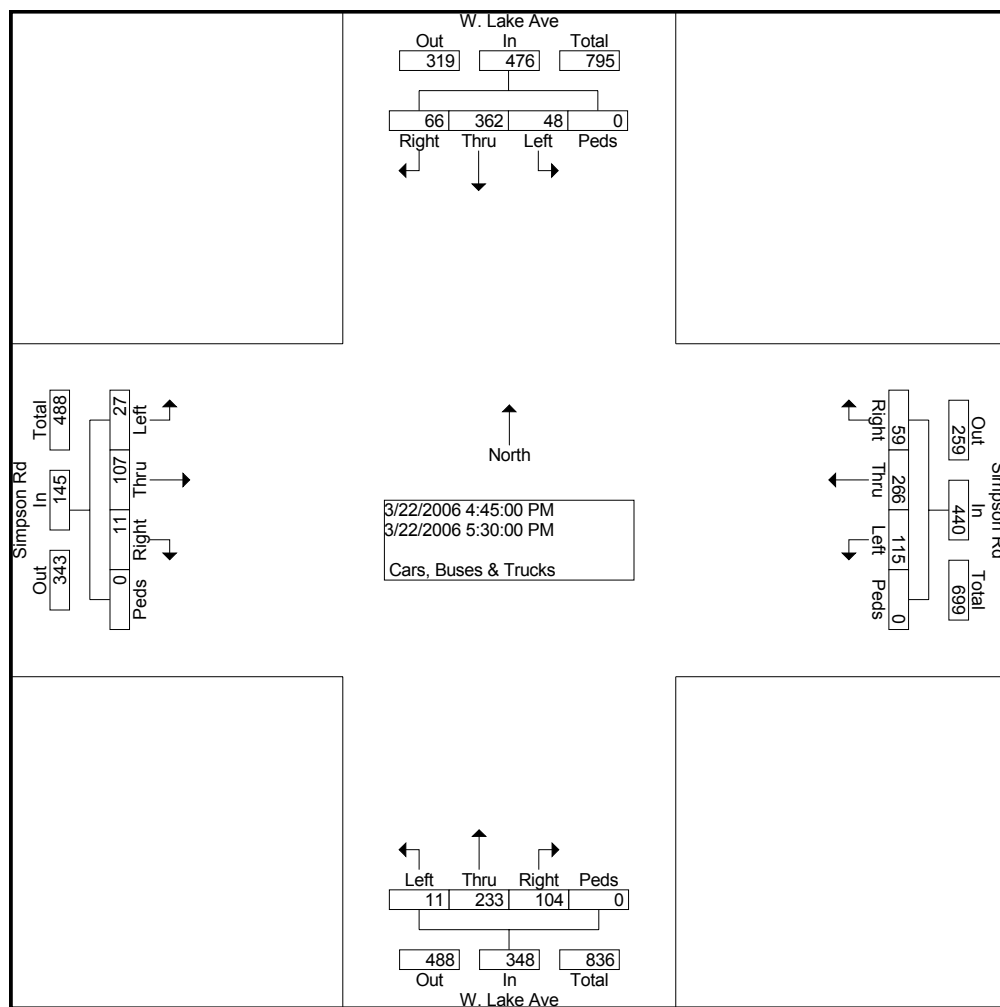 W. Lake Ave
Out In Total
319 476 795
66 362 48 0
Right Thru Left Peds
Simpson Rd
Total In Out
488 145 343
27 107 11 0
Left Thru Right Peds
North
3/22/2006 4:45:00 PM
3/22/2006 5:30:00 PM
Cars, Buses & Trucks
Right Thru Left Peds
59 266 115 0
Out In Total
259 440 699
Simpson Rd
Left Thru Right Peds
11 233 104 0
488 348 836
Out In Total
W. Lake Ave